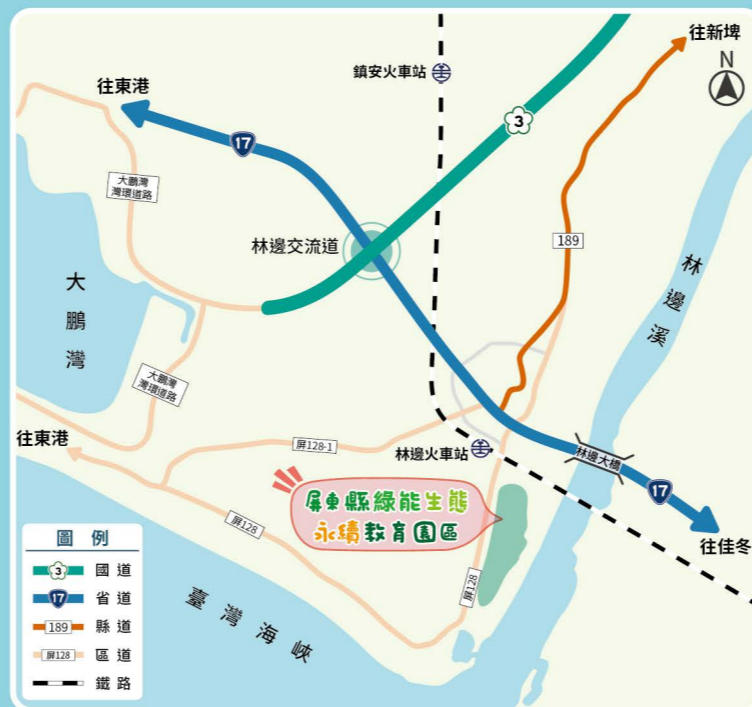 往新埤
N
鎮安火車站
往東港
3
17
大鵬灣
灣環道路
林邊交流道
189
林邊溪
大鵬灣
大鵬灣
灣環道路
往東港
屏128-1
林邊火車站
林邊大橋
17
往佳冬
屏東縣綠能生態
永續教育園區
屏128
屏128
臺灣海峽
圖 例
3 國道
17 省道
189 縣道
屏128 區道
鐵路